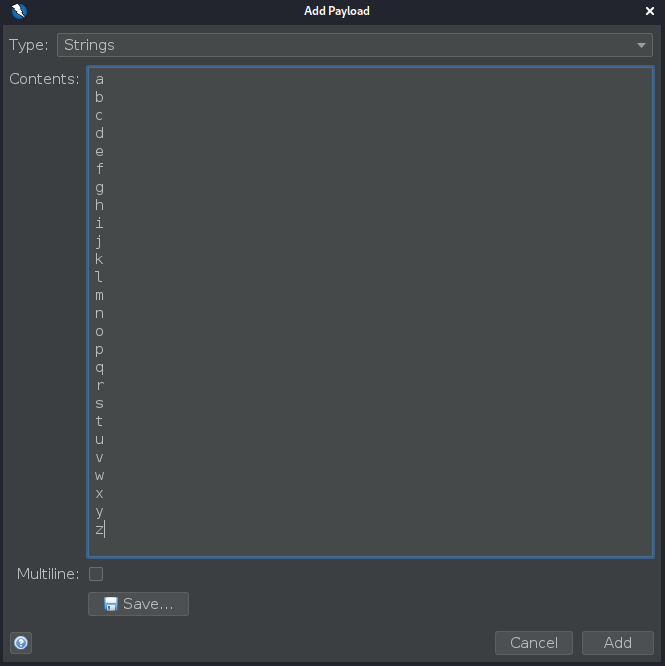 Add Payload
Type: Strings
Contents:
a
b
c
d
e
f
g
h
i
j
k
l
m
n
o
p
q
r
s
t
u
v
w
x
y
z
Multiline:
Save...
Cancel Add